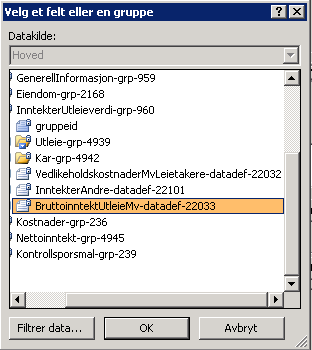 Velg et felt eller en gruppe
Datakilde:
Hoved
GenerellInformasjon-grp-959
Eiendom-grp-2168
InntekterUtleieverdi-grp-960
gruppeid
Utleie-grp-4939
Kar-grp-4942
VedlikeholdskostnaderMvLeietakere-datadef-22032
InntekterAndre-datadef-22101
BruttoinntektUtleieMv-datadef-22033
Kostnader-grp-236
Nettoinntekt-grp-4945
Kontrollsporsmal-grp-239
Filtrer data...
OK
Avbryt